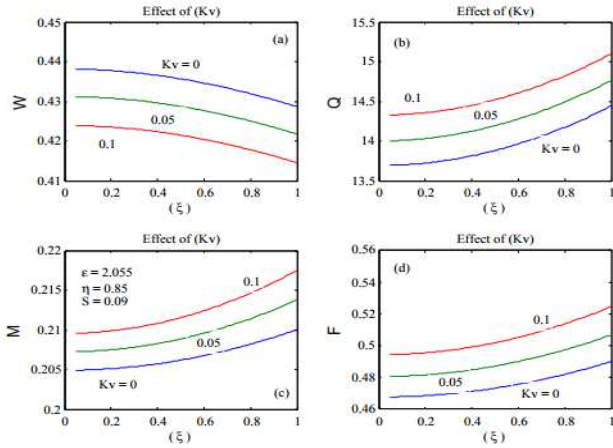 Effect of (Kv)
0.45
0.44
0.43
0.42
0.41
W
(a)
Kv = 0
0.05
0.1
0 0.2 0.4 0.6 0.8 1
( ξ )
Effect of (Kv)
15.5
15
14.5
14
13.5
Q
(b)
0.1
0.05
Kv = 0
0 0.2 0.4 0.6 0.8 1
( ξ )
Effect of (Kv)
0.22
0.215
0.21
0.205
0.2
M
ε = 2.055
η = 0.85
S = 0.09
0.1
0.05
Kv = 0
(c)
0 0.2 0.4 0.6 0.8 1
( ξ )
Effect of (Kv)
0.56
0.54
0.52
0.5
0.48
0.46
F
(d)
0.1
0.05
Kv = 0
0 0.2 0.4 0.6 0.8 1
( ξ )